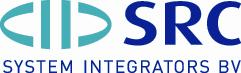 SRC
SYSTEM INTEGRATORS BV